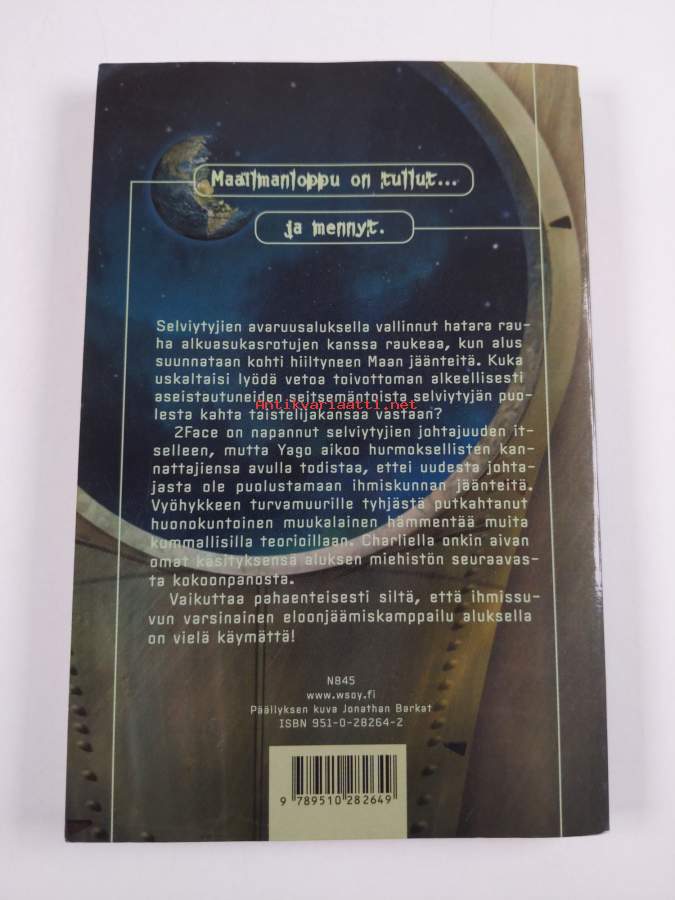 Maailmanloppu on tullut...
ja mennyt.
Selviytyjien avaruusaluksella vallinnut hatara rau-
ha alkuasukasrotujen kanssa raukeaa, kun alus
suunnataan kohti hiiltyneen Maan jäänteitä. Kuka
uskaltaisi lyödä vetoa toivottoman alkeellisesti
aseistautuneiden seitsemäntoista selviytyjän puo-
Antikvariaatti.net
lesta kahta taistelijakansaa vastaan?
2Face on napannut selviytyjien johtajuuden it-
selleen, mutta Yago aikoo hurmoksellisten kan-
nattajiensa avulla todistaa, ettei uudesta johta-
jasta ole puolustamaan ihmiskunnan jäänteitä.
Vyöhykkeen turvamuurille tyhjästä putkahtanut
huonokuntoinen muukalainen hämmentää muita
kummallisilla teorioillaan. Charliella onkin aivan
omat käsityksensä aluksen miehistön seuraavas-
ta kokoonpanosta.
Vaikuttaa pahaenteisesti siltä, että ihmissu-
vun varsinainen eloonjäämiskamppailu aluksella
on vielä käymättä!
N845
www.wsoy.fi
Päällyksen kuva Jonathan Barkat
ISBN 951-0-28264-2
9 789510 282649